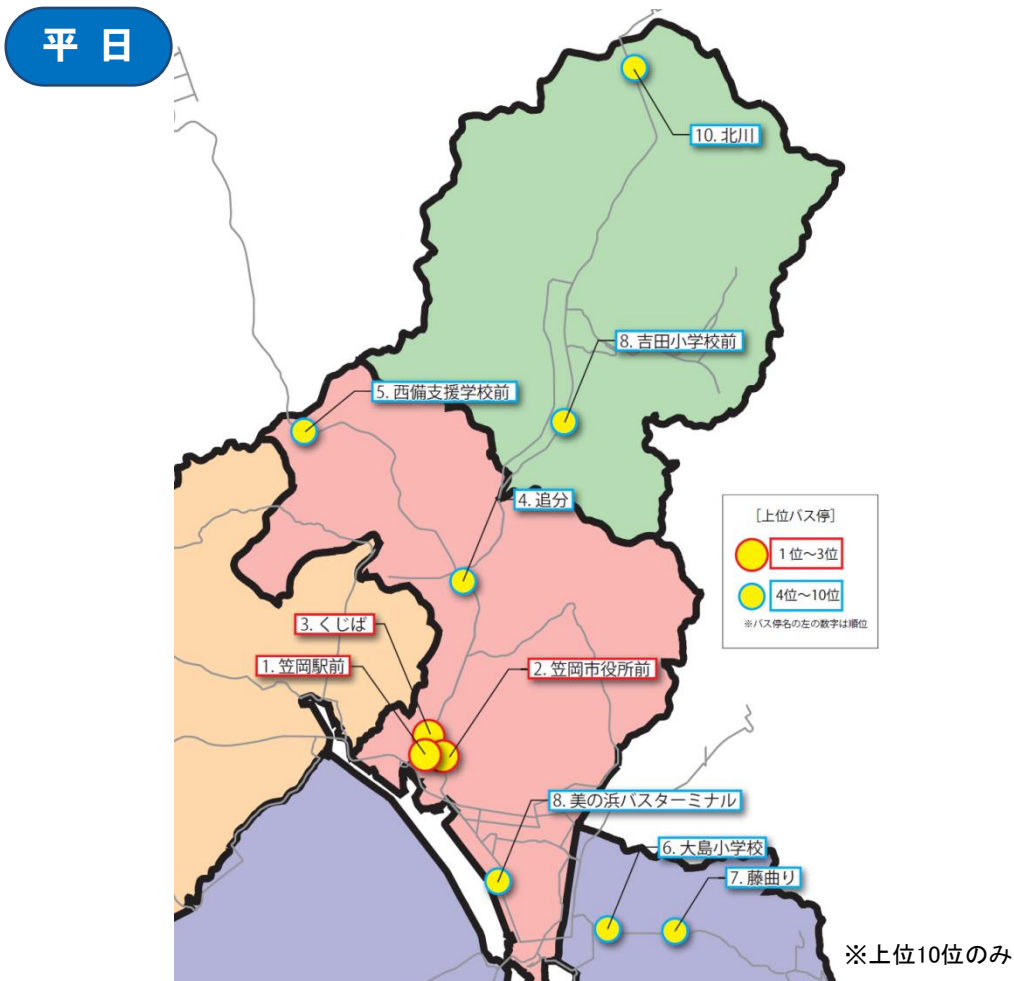 平 日
10. 北川
8. 吉田小学校前
5. 西備支援学校前
4. 追分
[上位バス停]
1位～3位
4位～10位
※バス停名の左の数字は順位
3. くじば
1. 笠岡駅前
2. 笠岡市役所前
8. 美の浜バスターミナル
6. 大島小学校
7. 藤曲り
※上位10位のみ